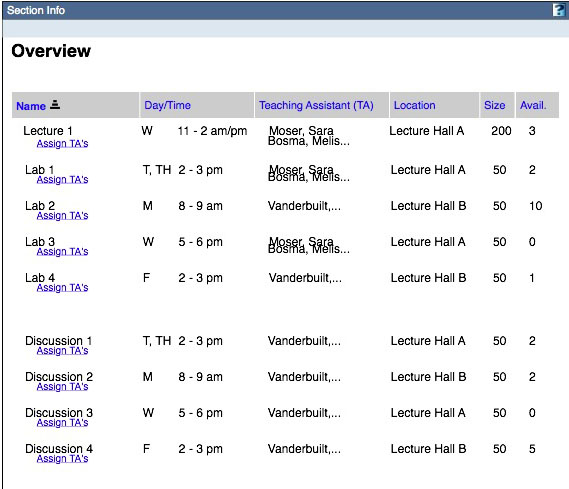 Section Info
Overview
Name Day/Time Teaching Assistant (TA) Location Size Avail.
Lecture 1 W 11 - 2 am/pm Moser, Sara Lecture Hall A 200 3
Bosma, Melis...
Assign TA's
Lab 1 T, TH 2 - 3 pm Moser, Sara Lecture Hall A 50 2
Bosma, Melis...
Assign TA's
Lab 2 M 8 - 9 am Vanderbuilt,... Lecture Hall B 50 10
Assign TA's
Lab 3 W 5 - 6 pm Moser, Sara Lecture Hall A 50 0
Bosma, Melis...
Assign TA's
Lab 4 F 2 - 3 pm Vanderbuilt,... Lecture Hall B 50 1
Assign TA's
Discussion 1 T, TH 2 - 3 pm Vanderbuilt,... Lecture Hall A 50 2
Assign TA's
Discussion 2 M 8 - 9 am Vanderbuilt,... Lecture Hall B 50 2
Assign TA's
Discussion 3 W 5 - 6 pm Vanderbuilt,... Lecture Hall A 50 0
Assign TA's
Discussion 4 F 2 - 3 pm Vanderbuilt,... Lecture Hall B 50 5
Assign TA's